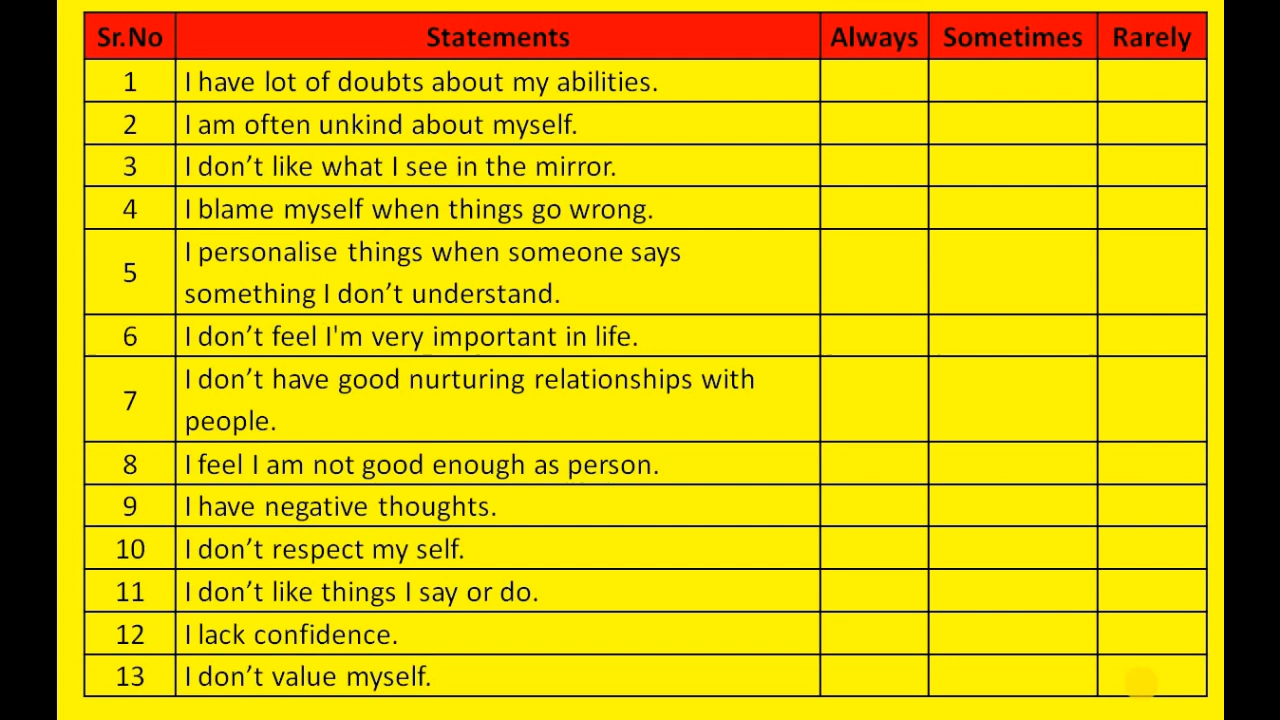 Sr.No Statements Always Sometimes Rarely
1 I have lot of doubts about my abilities.
2 I am often unkind about myself.
3 I don’t like what I see in the mirror.
4 I blame myself when things go wrong.
5 I personalise things when someone says
something I don’t understand.
6 I don’t feel I'm very important in life.
7 I don’t have good nurturing relationships with
people.
8 I feel I am not good enough as person.
9 I have negative thoughts.
10 I don’t respect my self.
11 I don’t like things I say or do.
12 I lack confidence.
13 I don’t value myself.